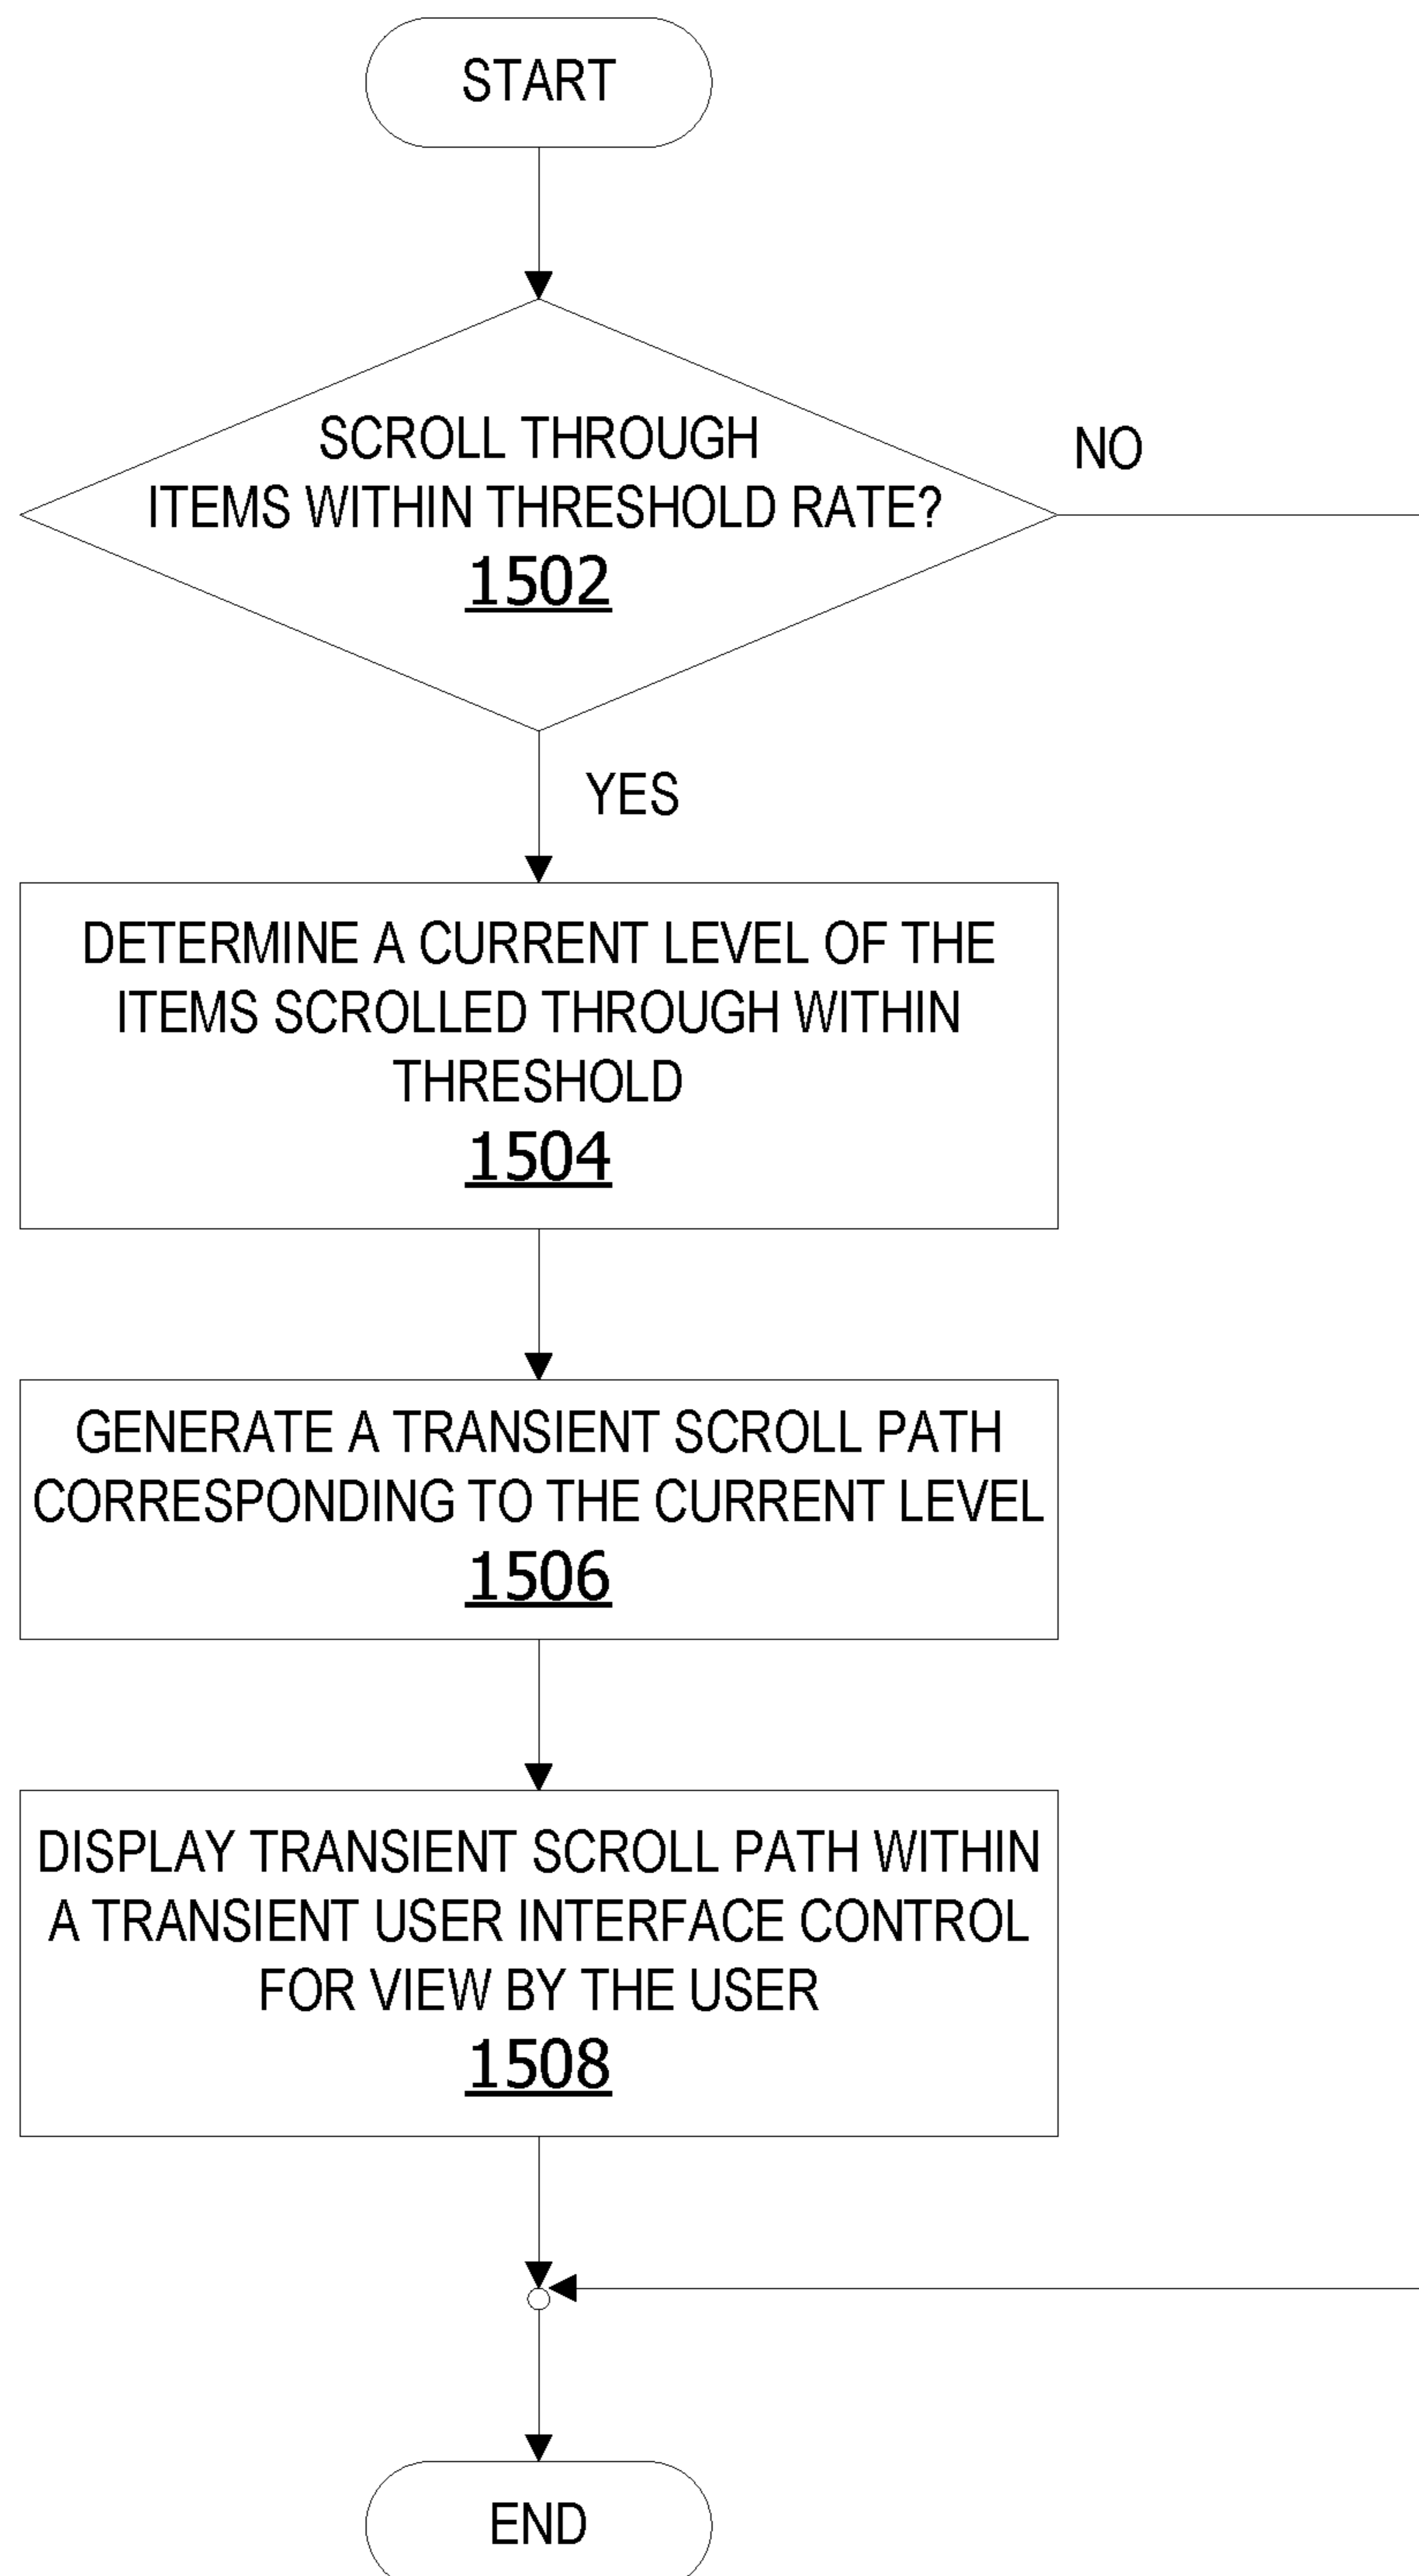 START
SCROLL THROUGH
ITEMS WITHIN THRESHOLD RATE?
1502
NO
YES
DETERMINE A CURRENT LEVEL OF THE
ITEMS SCROLLED THROUGH WITHIN
THRESHOLD
1504
GENERATE A TRANSIENT SCROLL PATH
CORRESPONDING TO THE CURRENT LEVEL
1506
DISPLAY TRANSIENT SCROLL PATH WITHIN
A TRANSIENT USER INTERFACE CONTROL
FOR VIEW BY THE USER
1508
END